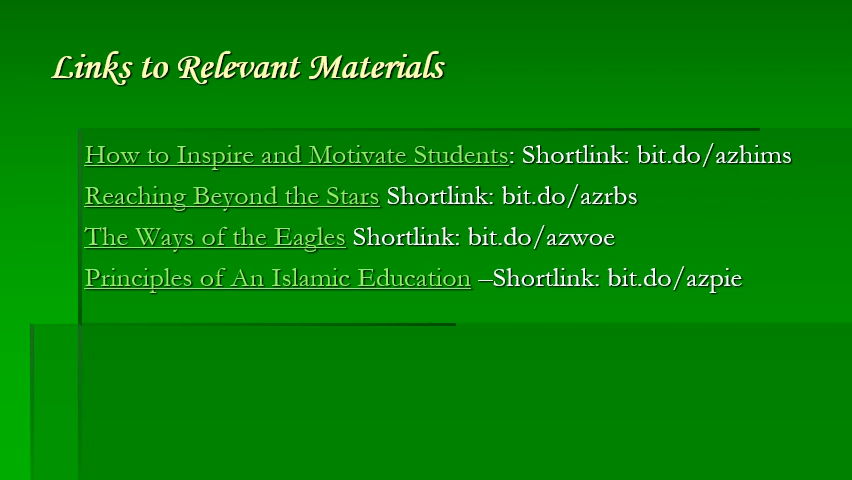 Links to Relevant Materials
How to Inspire and Motivate Students: Shortlink: bit.do/azhims
Reaching Beyond the Stars Shortlink: bit.do/azrbs
The Ways of the Eagles Shortlink: bit.do/azwoe
Principles of An Islamic Education –Shortlink: bit.do/azpie